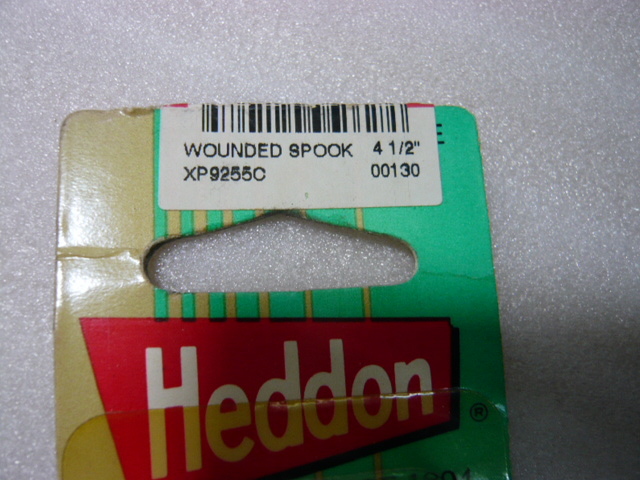 WOUNDED SPOOK 4 1/2"
XP9255C 00130
Heddon®